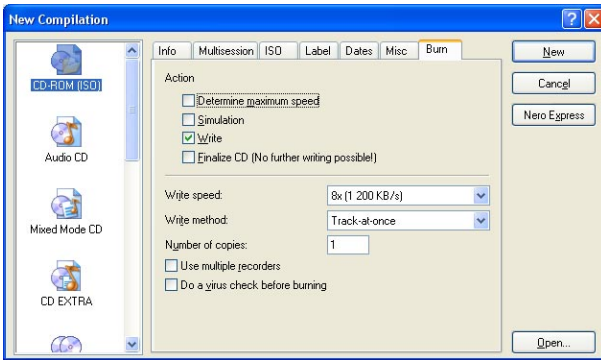 New Compilation
CD-ROM (ISO)
Audio CD
Mixed Mode CD
CD EXTRA
Info Multisession ISO Label Dates Misc Burn
Action
Determine maximum speed
Simulation
Write
Finalize CD (No further writing possible!)
Write speed: 8x (1 200 KB/s)
Write method: Track-at-once
Number of copies: 1
Use multiple recorders
Do a virus check before burning
New
Cancel
Nero Express
Open...